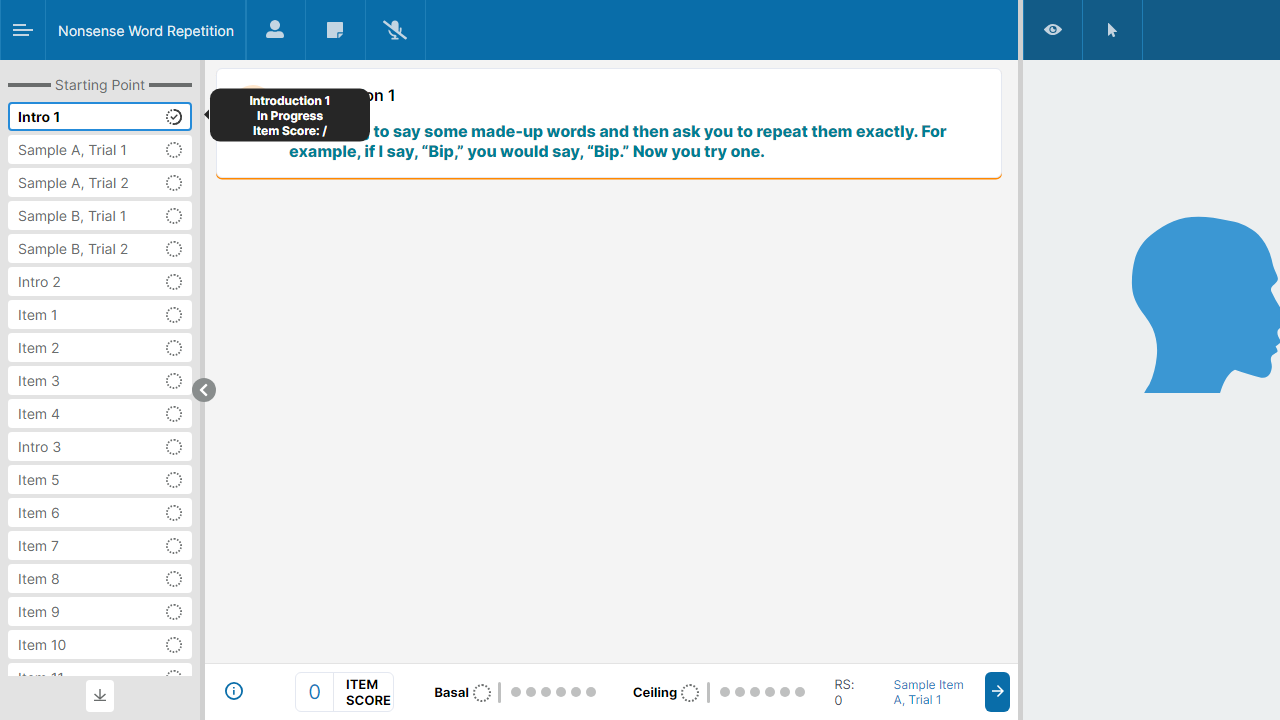 Nonsense Word Repetition
Starting Point
Intro 1
Sample A, Trial 1
Sample A, Trial 2
Sample B, Trial 1
Sample B, Trial 2
Intro 2
Item 1
Item 2
Item 3
Item 4
Intro 3
Item 5
Item 6
Item 7
Item 8
Item 9
Item 10
Item 11
Introduction 1
In Progress
Item Score: /
on 1
to say some made-up words and then ask you to repeat them exactly. For
example, if I say, “Bip,” you would say, “Bip.” Now you try one.
0
ITEM
SCORE
Basal
Ceiling
RS:
0
Sample Item
A, Trial 1